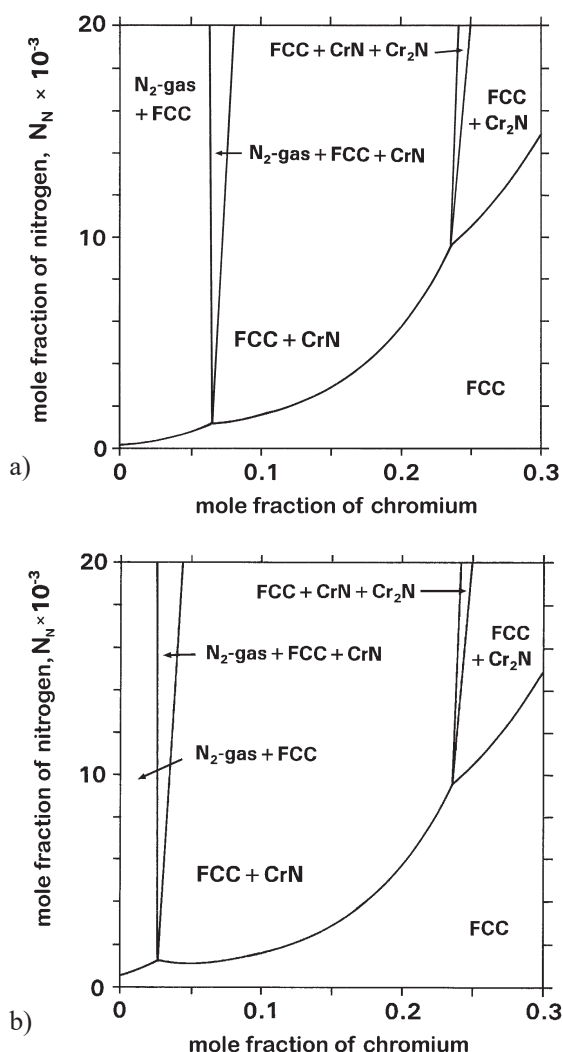 20
FCC + CrN + Cr₂N
N₂-gas
+ FCC
FCC
+ Cr₂N
N₂-gas + FCC + CrN
mole fraction of nitrogen, N_N × 10⁻³
10
FCC + CrN
FCC
0
a)
0
0.1
0.2
0.3
mole fraction of chromium
20
FCC + CrN + Cr₂N
FCC
+ Cr₂N
N₂-gas + FCC + CrN
mole fraction of nitrogen, N_N × 10⁻³
N₂-gas + FCC
10
FCC + CrN
FCC
0
b)
0
0.1
0.2
0.3
mole fraction of chromium